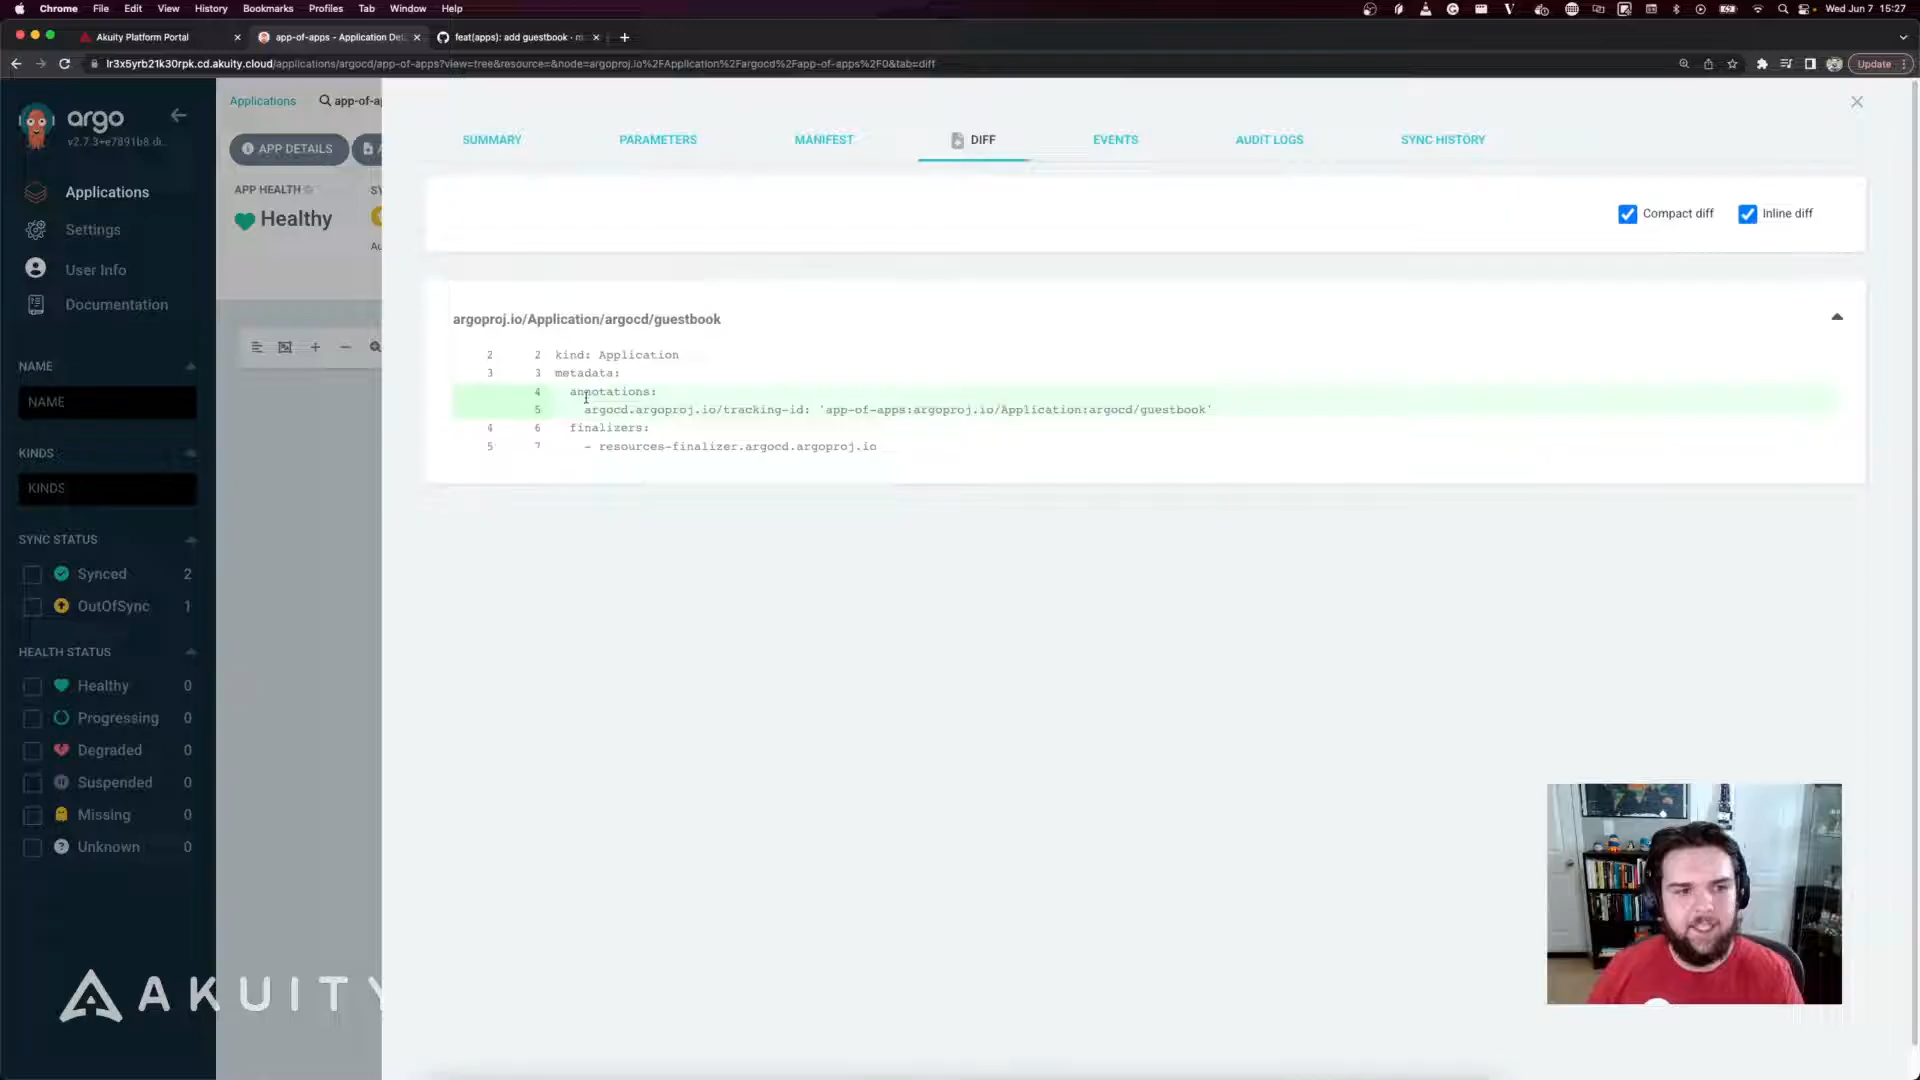 Chrome File Edit View History Bookmarks Profiles Tab Window Help Wed Jun 7 15:27
Akuity Platform Portal app-of-apps - Application De feat(apps): add guestbook ·
lr3x5yrb21k30rpk.cd.akuity.cloud/applications/argocd/app-of-apps?view=tree&resource=&node=argoproj.io%2FApplication%2Fargocd%2Fapp-of-apps%2F0&tab=diff Update
argo
v2.7.3+e7891b8.
Applications
Settings
User Info
Documentation
NAME
NAME
KINDS
KINDS
SYNC STATUS
Synced 2
OutOfSync 1
HEALTH STATUS
Healthy 0
Progressing 0
Degraded 0
Suspended 0
Missing 0
Unknown 0
Applications app-of-a
APP DETAILS
APP HEALTH
Healthy
SUMMARY PARAMETERS MANIFEST DIFF EVENTS AUDIT LOGS SYNC HISTORY
Compact diff Inline diff
argoproj.io/Application/argocd/guestbook
2 2 kind: Application
3 3 metadata:
4 annotations:
5 argocd.argoproj.io/tracking-id: 'app-of-apps:argoproj.io/Application:argocd/guestbook'
4 6 finalizers:
5 7 - resources-finalizer.argocd.argoproj.io
AKUITY